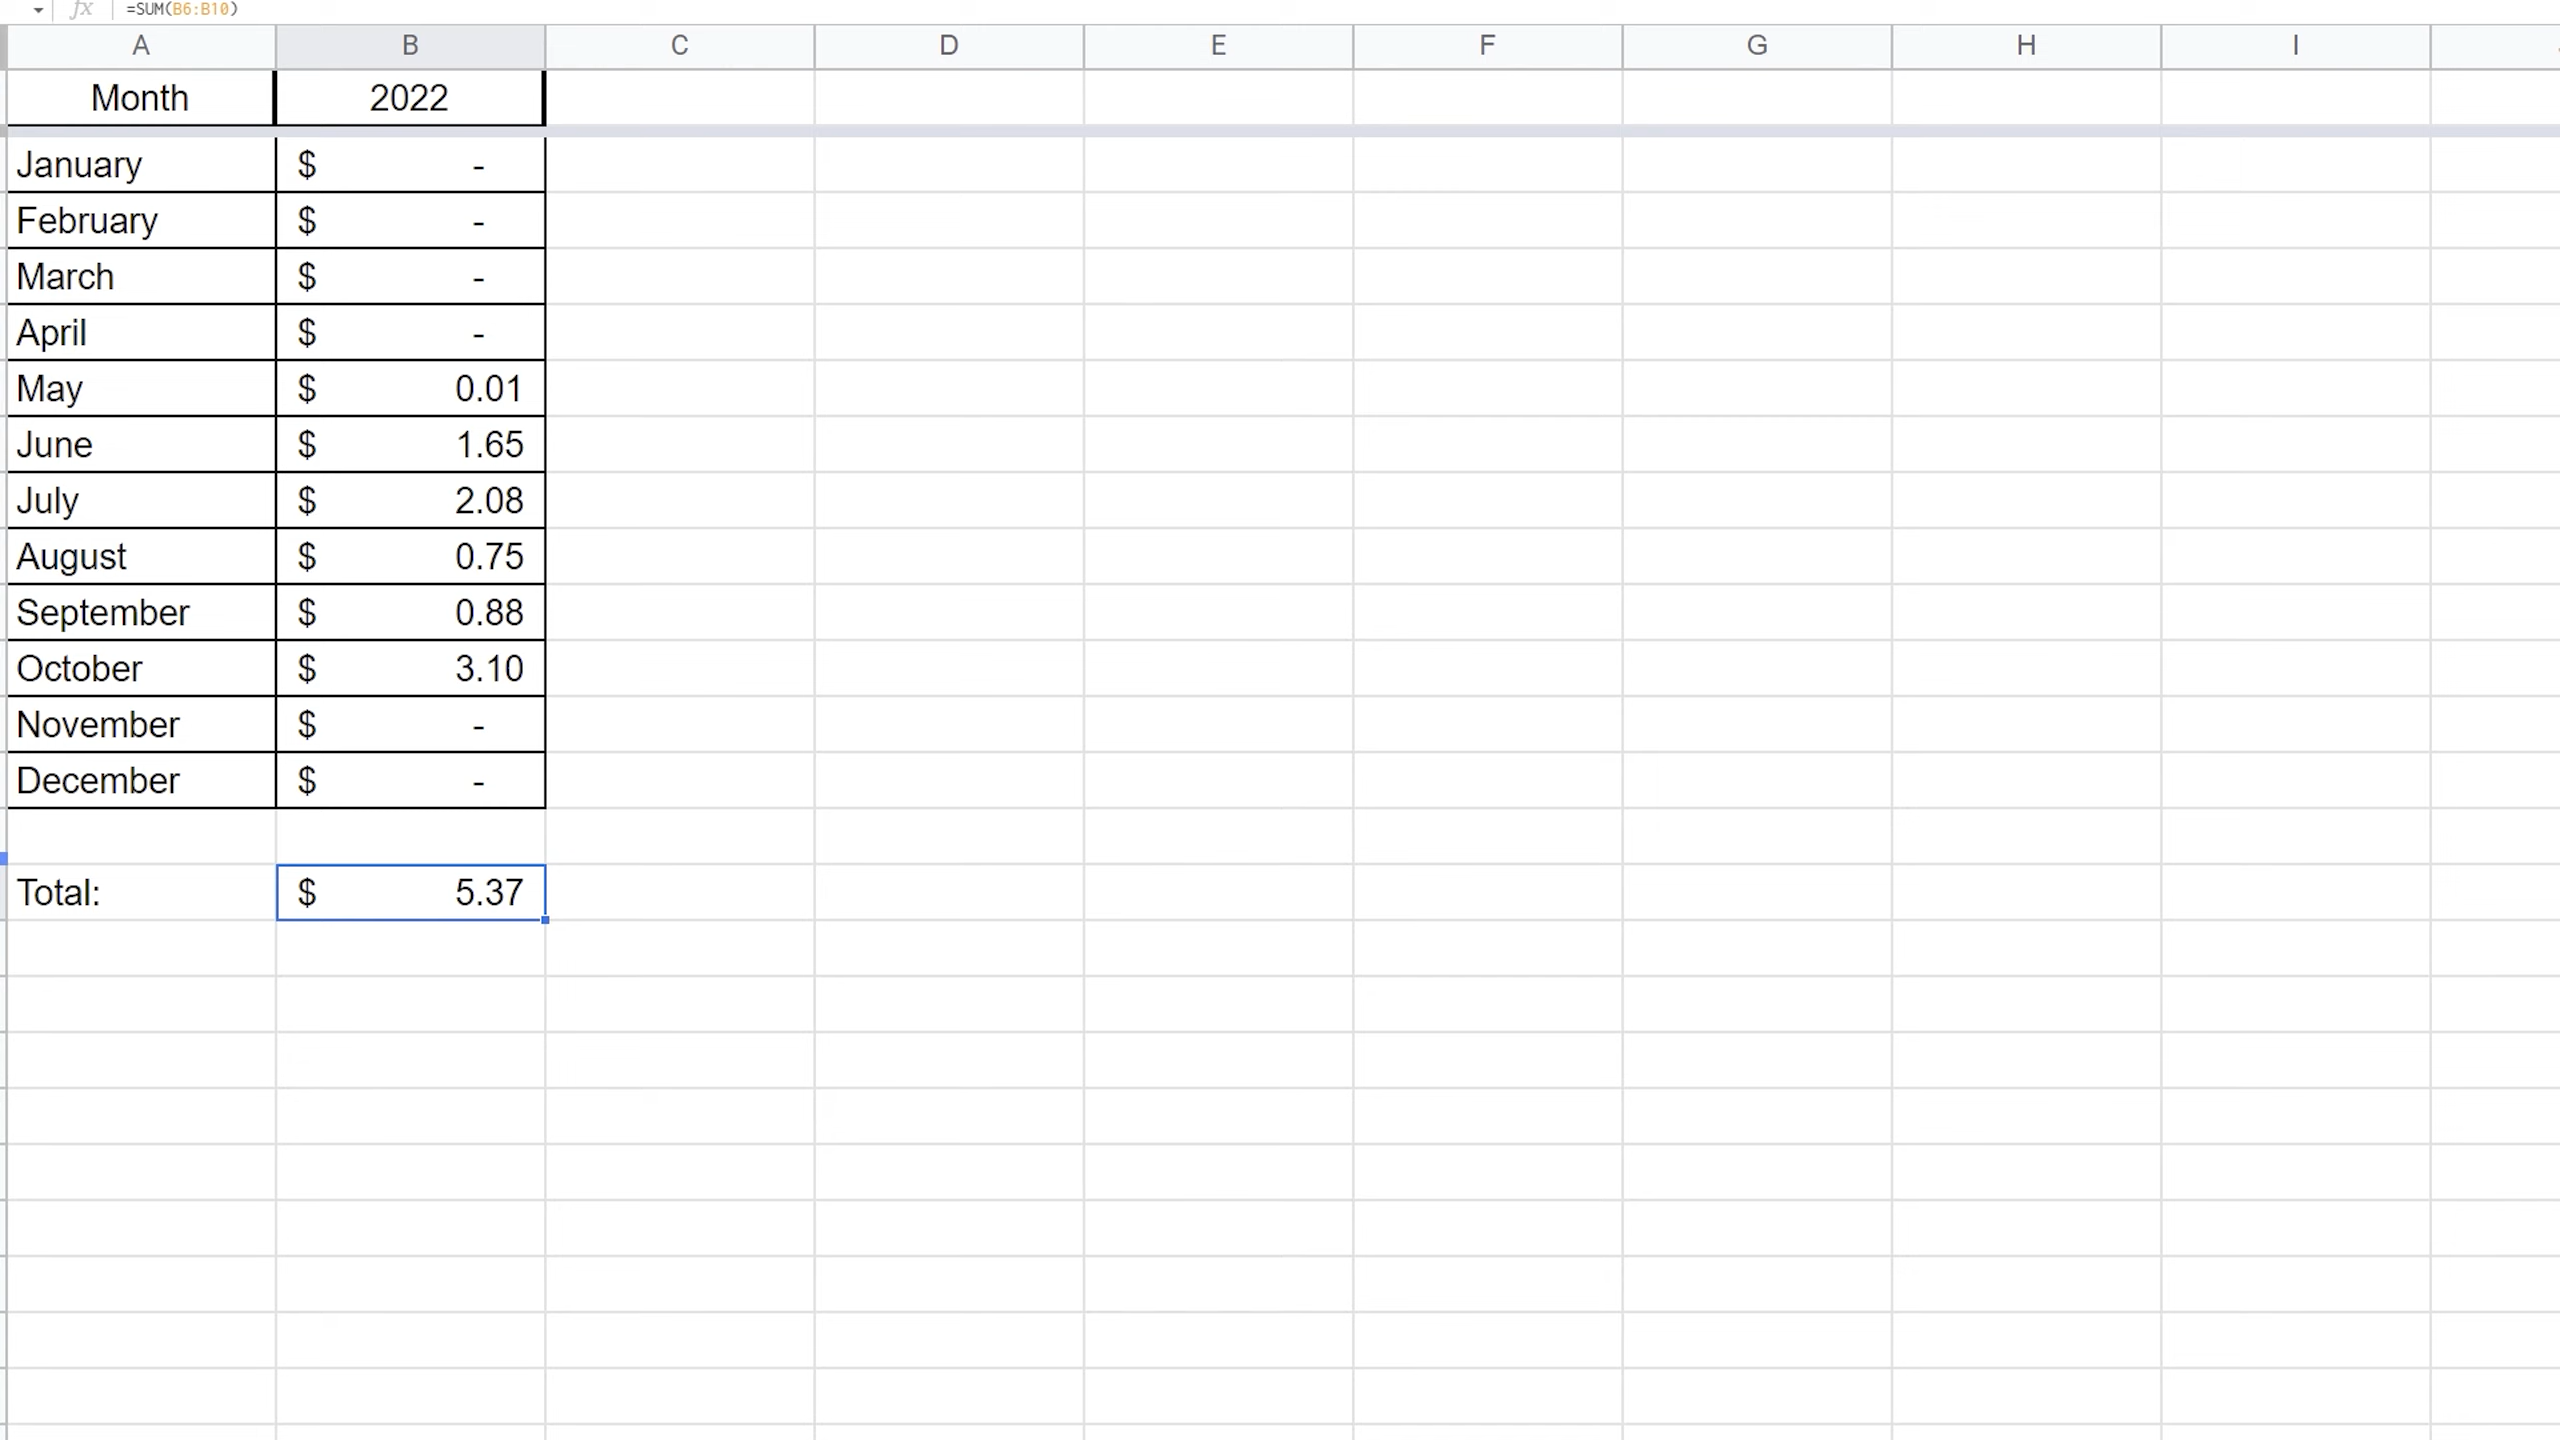 fx =SUM(B6:B10)
A B C D E F G H I
Month 2022
January $ -
February $ -
March $ -
April $ -
May $ 0.01
June $ 1.65
July $ 2.08
August $ 0.75
September $ 0.88
October $ 3.10
November $ -
December $ -
Total: $ 5.37